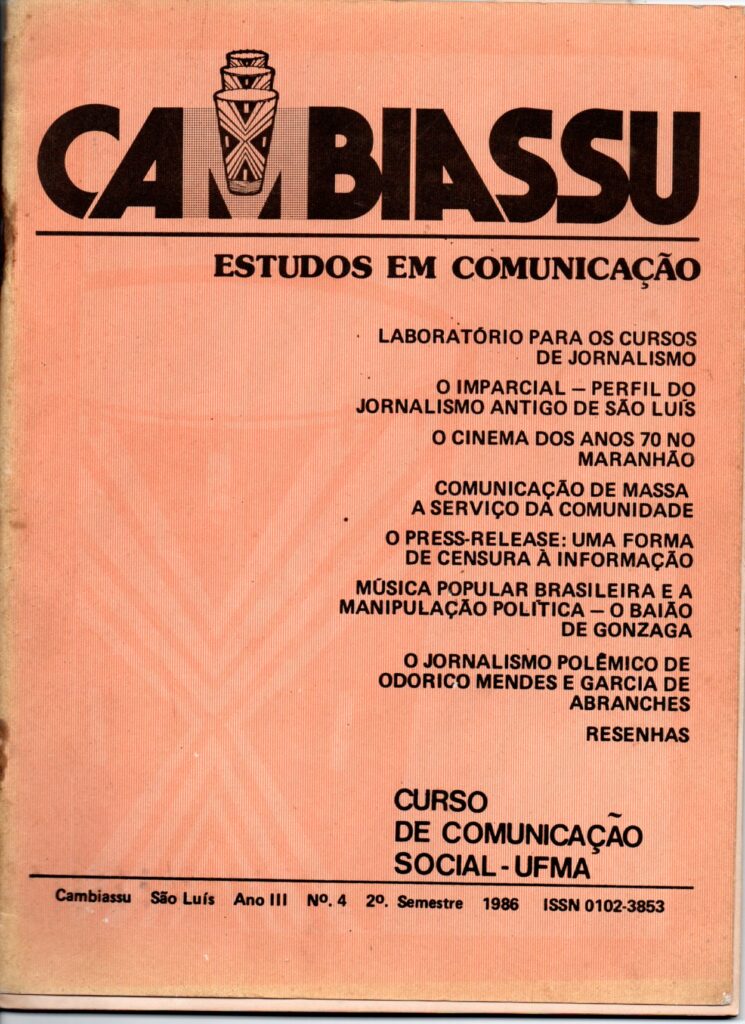 CAMBIASSU
ESTUDOS EM COMUNICAÇÃO
LABORATÓRIO PARA OS CURSOS
DE JORNALISMO
O IMPARCIAL – PERFIL DO
JORNALISMO ANTIGO DE SÃO LUÍS
O CINEMA DOS ANOS 70 NO
MARANHÃO
COMUNICAÇÃO DE MASSA
A SERVIÇO DA COMUNIDADE
O PRESS-RELEASE: UMA FORMA
DE CENSURA À INFORMAÇÃO
MÚSICA POPULAR BRASILEIRA E A
MANIPULAÇÃO POLÍTICA – O BAIÃO
DE GONZAGA
O JORNALISMO POLÊMICO DE
ODORICO MENDES E GARCIA DE
ABRANCHES
RESENHAS
CURSO
DE COMUNICAÇÃO
SOCIAL - UFMA
Cambiassu São Luís Ano III Nº. 4 2º. Semestre 1986 ISSN 0102-3853